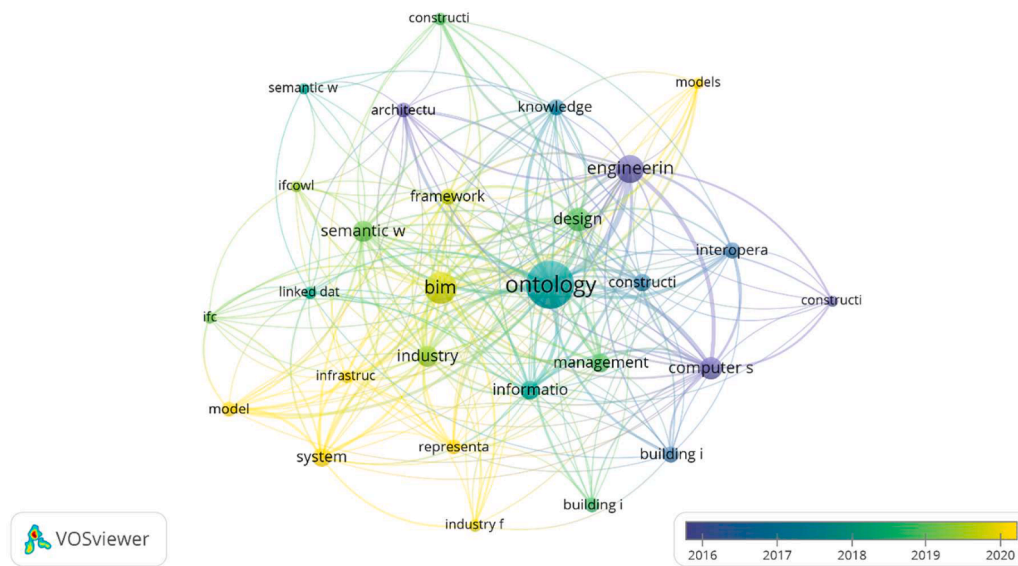 constructi
models
semantic w
architectu
knowledge
engineerin
ifcowl
framework
design
semantic w
interopera
ontology
bim
constructi
linked dat
constructi
ifc
industry
management
computer s
infrastruc
informatio
model
representa
system
building i
building i
industry f
VOSviewer
2016 2017 2018 2019 2020